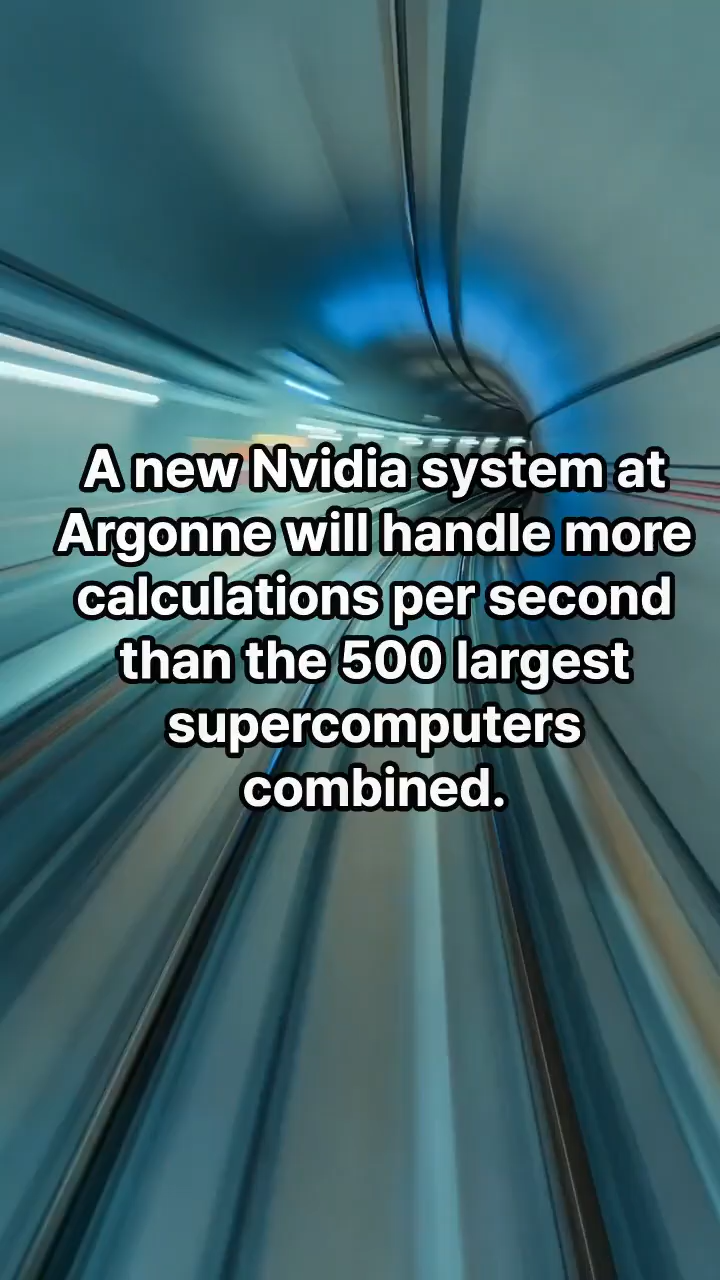 A new Nvidia system at
Argonne will handle more
calculations per second
than the 500 largest
supercomputers
combined.